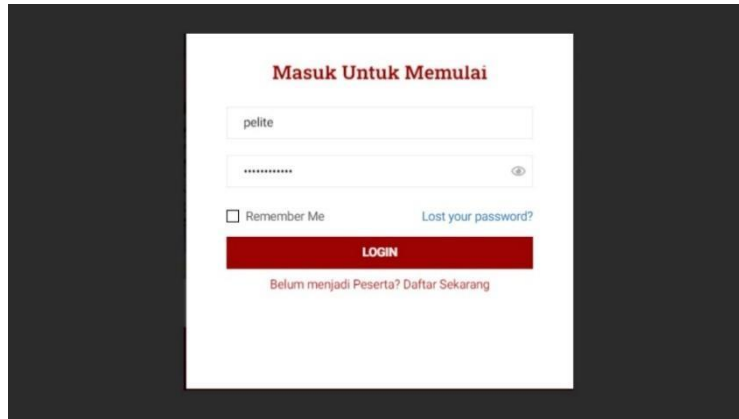 Masuk Untuk Memulai
pelite
••••••••••••
Remember Me
Lost your password?
LOGIN
Belum menjadi Peserta? Daftar Sekarang